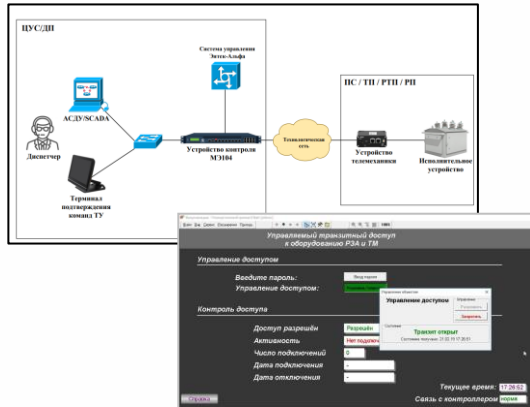 ЦУС/ДП
Система управления
Энтек-Альфа
АСДУ/SCADA
Диспетчер
Терминал
подтверждения
команд ТУ
Устройство контроля
МЭ104
Технологическая
сеть
ПС / ТП / РТП / РП
Устройство
телемеханики
Исполнительное
устройство
Управляемый транзитный доступ
к оборудованию РЗА и ТМ
Управление доступом
Введите пароль:
Управление доступом:
Контроль доступа
Доступ разрешён
Разрешён
Активность
Нет подключ
Число подключений
0
Дата подключения
-
Дата отключения
-
Управление доступом
Запретить
Транзит открыт
Текущее время:
17:26:52
Связь с контроллером
норма
Справка